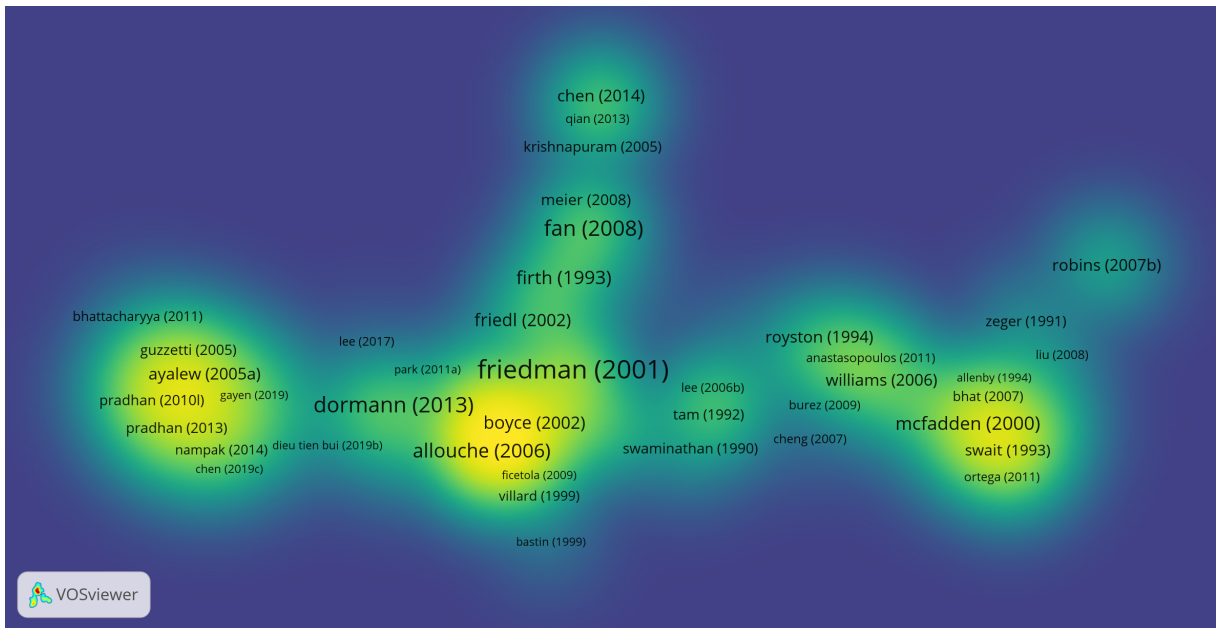 chen (2014)
qian (2013)
krishnapuram (2005)
meier (2008)
fan (2008)
robins (2007b)
firth (1993)
bhattacharyya (2011)
friedl (2002)
zeger (1991)
royston (1994)
lee (2017)
guzzetti (2005)
liu (2008)
anastasopoulos (2011)
park (2011a)
friedman (2001)
ayalew (2005a)
allenby (1994)
williams (2006)
lee (2006b)
gayen (2019)
bhat (2007)
pradhan (2010l)
dormann (2013)
burez (2009)
tam (1992)
boyce (2002)
mcfadden (2000)
pradhan (2013)
cheng (2007)
dieu tien bui (2019b)
swaminathan (1990)
nampak (2014)
allouche (2006)
swait (1993)
chen (2019c)
ficetola (2009)
ortega (2011)
villard (1999)
bastin (1999)
VOSviewer